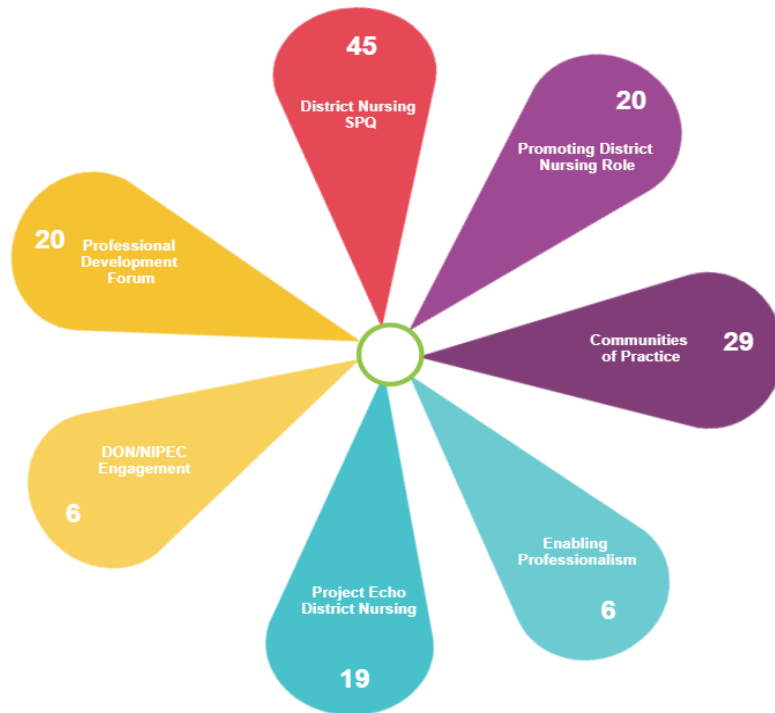 45
District Nursing
SPQ
20
Promoting District
Nursing Role
29
Communities
of Practice
Enabling
Professionalism
6
Project Echo
District Nursing
19
DON/NIPEC
Engagement
6
20
Professional
Development
Forum